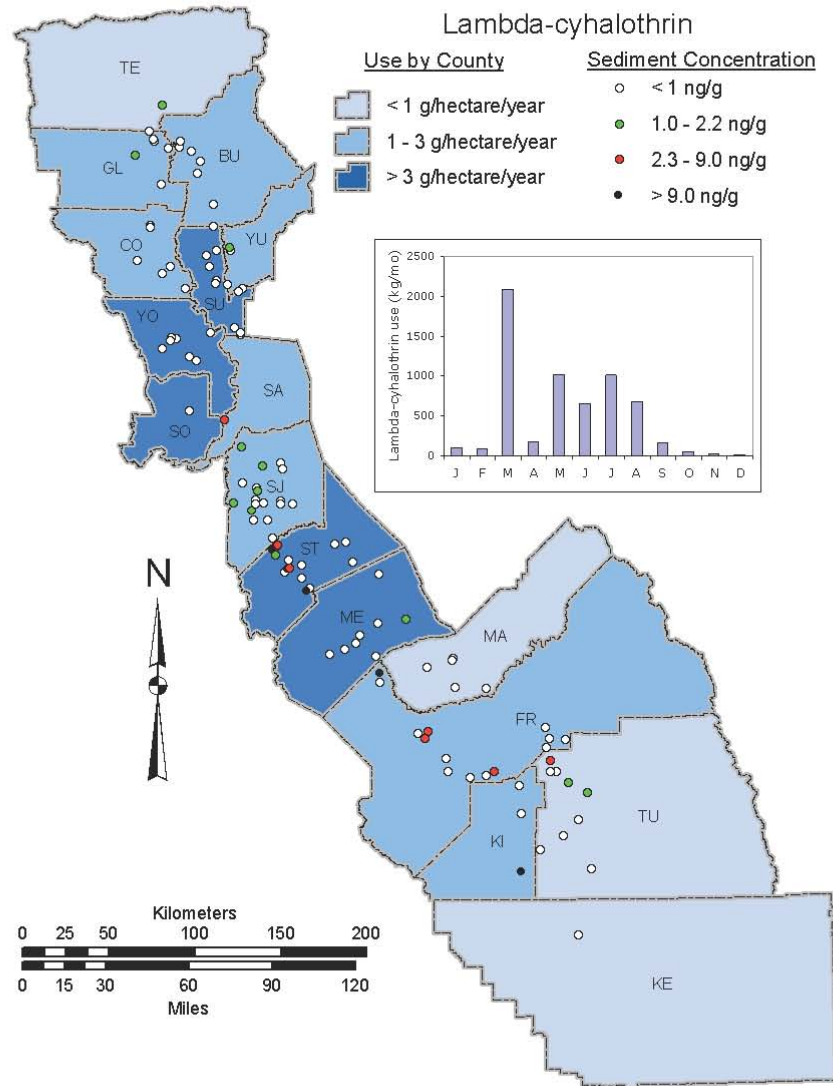 Lambda-cyhalothrin
Use by County
< 1 g/hectare/year
1 - 3 g/hectare/year
> 3 g/hectare/year
Sediment Concentration
< 1 ng/g
1.0 - 2.2 ng/g
2.3 - 9.0 ng/g
> 9.0 ng/g
TE
GL
BU
CO
YU
SU
YO
SA
SO
SJ
ST
ME
MA
FR
TU
KI
KE
Lambda-cyhalothrin use (kg/mo)
2500
2000
1500
1000
500
0
J F M A M J J A S O N D
N
Kilometers
0 25 50 100 150 200
0 15 30 60 90 120
Miles